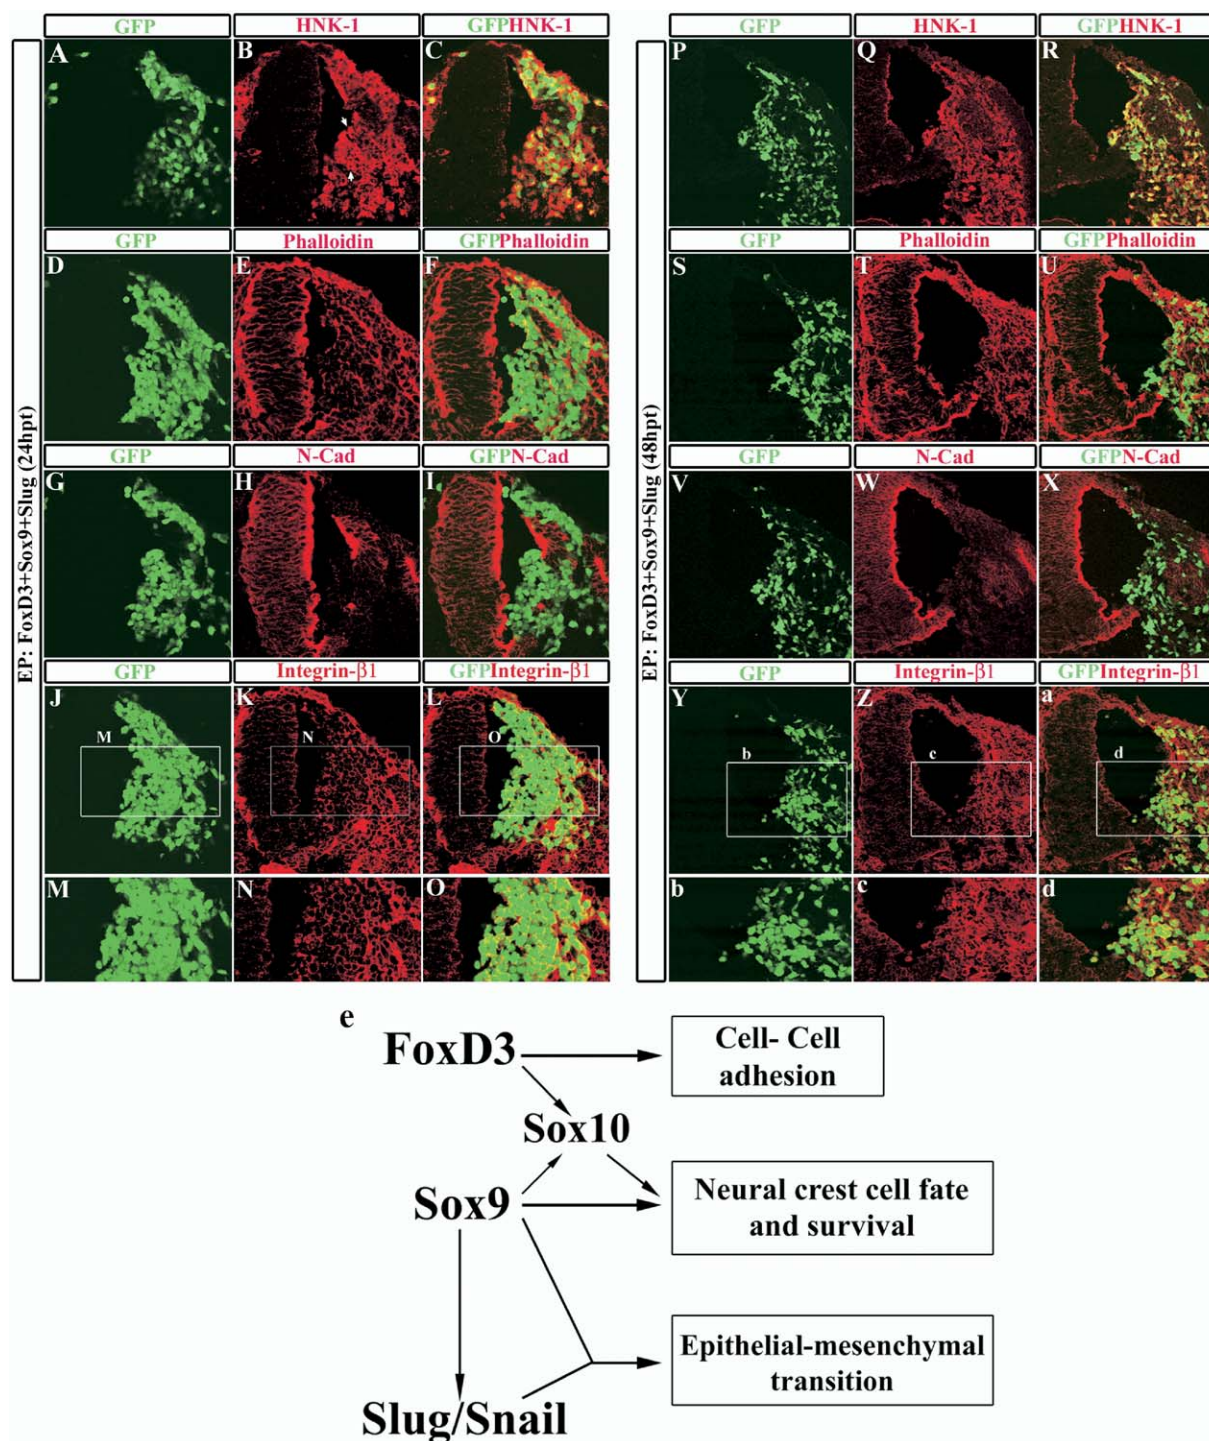 GFP HNK-1 GFPHNK-1
A B C
GFP Phalloidin GFPPhalloidin
D E F
GFP N-Cad GFPN-Cad
G H I
GFP Integrin-β1 GFPIntegrin-β1
J K L
M N O
M N O
EP: FoxD3+Sox9+Slug (24hpt)
GFP HNK-1 GFPHNK-1
P Q R
GFP Phalloidin GFPPhalloidin
S T U
GFP N-Cad GFPN-Cad
V W X
GFP Integrin-β1 GFPIntegrin-β1
Y Z a
b c d
b c d
EP: FoxD3+Sox9+Slug (48hpt)
e
FoxD3
Cell- Cell
adhesion
Sox10
Sox9
Neural crest cell fate
and survival
Epithelial-mesenchymal
transition
Slug/Snail